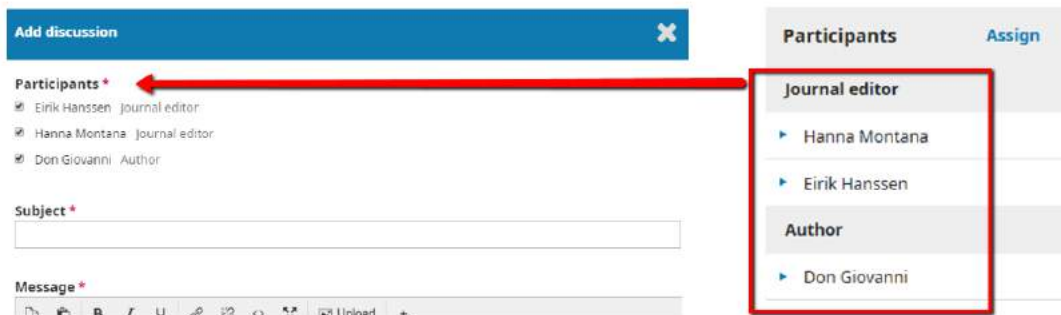 Add discussion
Participants *
Eirik Hanssen Journal editor
Hanna Montana Journal editor
Don Giovanni Author
Subject *
Message *
B I U Upload
Participants Assign
Journal editor
Hanna Montana
Eirik Hanssen
Author
Don Giovanni